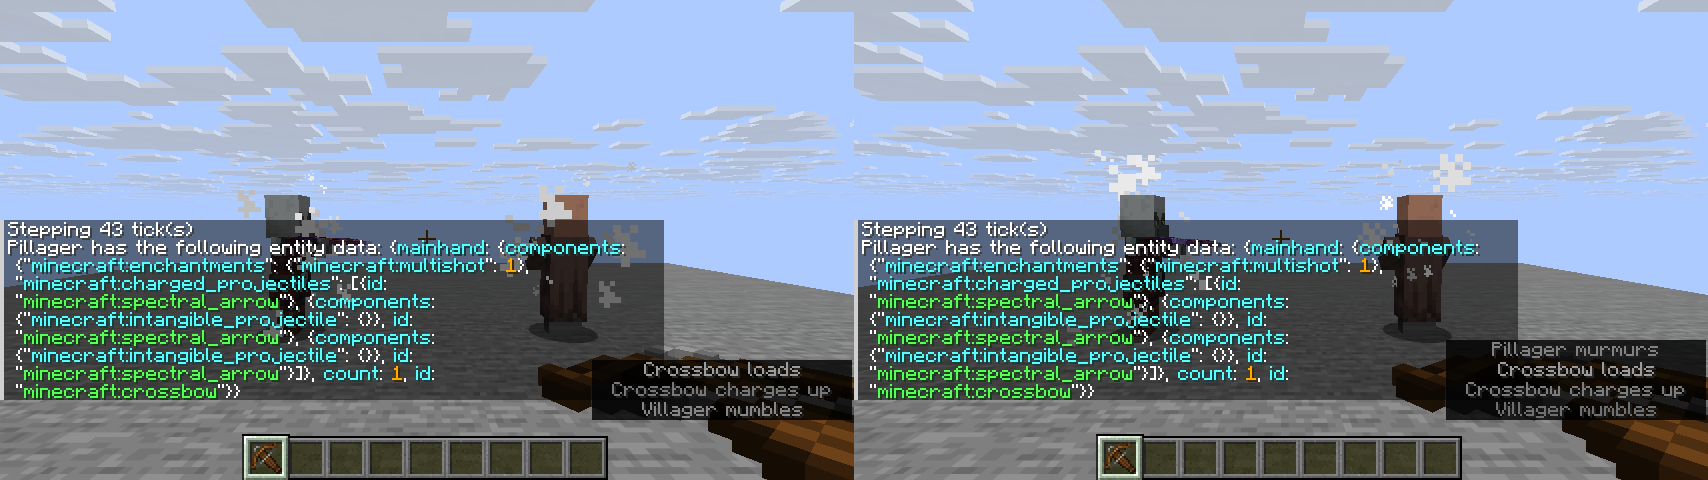 Stepping 43 tick(s)
Pillager has the following entity data: {mainhand: {components:
{"minecraft:enchantments": {"minecraft:multishot": 1},
"minecraft:charged_projectiles": [{id:
"minecraft:spectral_arrow"}, {components:
{"minecraft:intangible_projectile": {}}, id:
"minecraft:spectral_arrow"}, {components:
{"minecraft:intangible_projectile": {}}, id:
"minecraft:spectral_arrow"}]}, count: 1, id:
"minecraft:crossbow"}}
Crossbow loads
Crossbow charges up
Villager mumbles
Stepping 43 tick(s)
Pillager has the following entity data: {mainhand: {components:
{"minecraft:enchantments": {"minecraft:multishot": 1},
"minecraft:charged_projectiles": [{id:
"minecraft:spectral_arrow"}, {components:
{"minecraft:intangible_projectile": {}}, id:
"minecraft:spectral_arrow"}, {components:
{"minecraft:intangible_projectile": {}}, id:
"minecraft:spectral_arrow"}]}, count: 1, id:
"minecraft:crossbow"}}
Pillager murmurs
Crossbow loads
Crossbow charges up
Villager mumbles